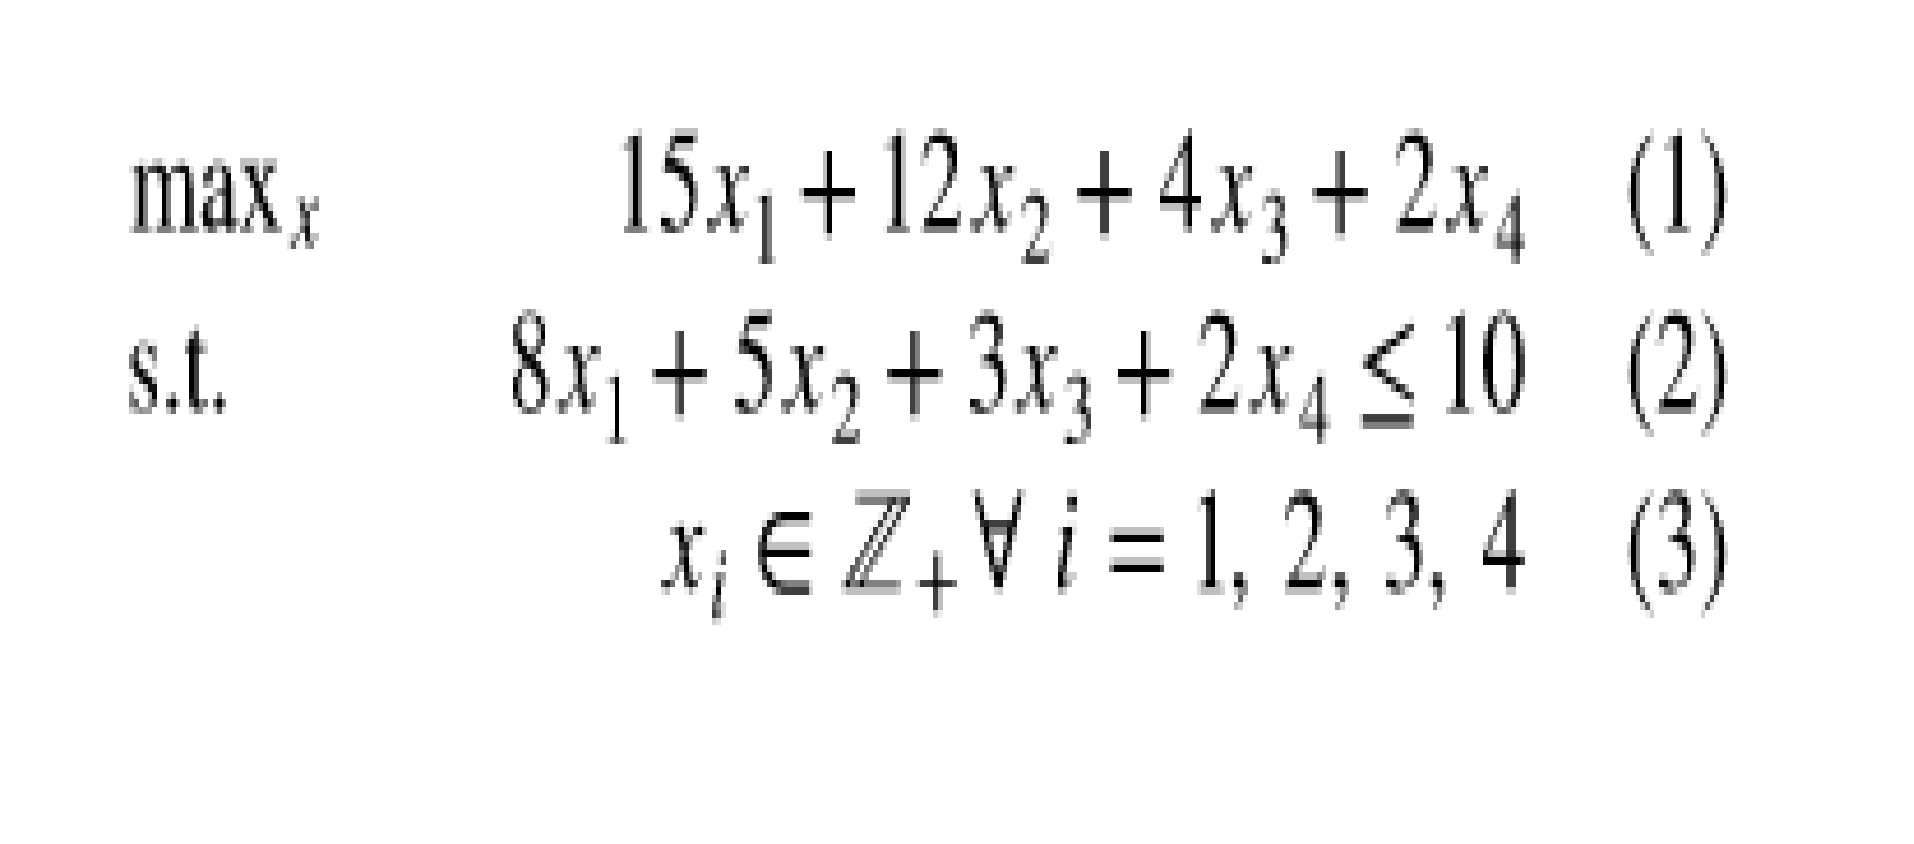 maxₓ 15x₁ + 12x₂ + 4x₃ + 2x₄ (1)
s.t. 8x₁ + 5x₂ + 3x₃ + 2x₄ ≤ 10 (2)
xᵢ ∈ ℤ₊ ∀ i = 1, 2, 3, 4 (3)